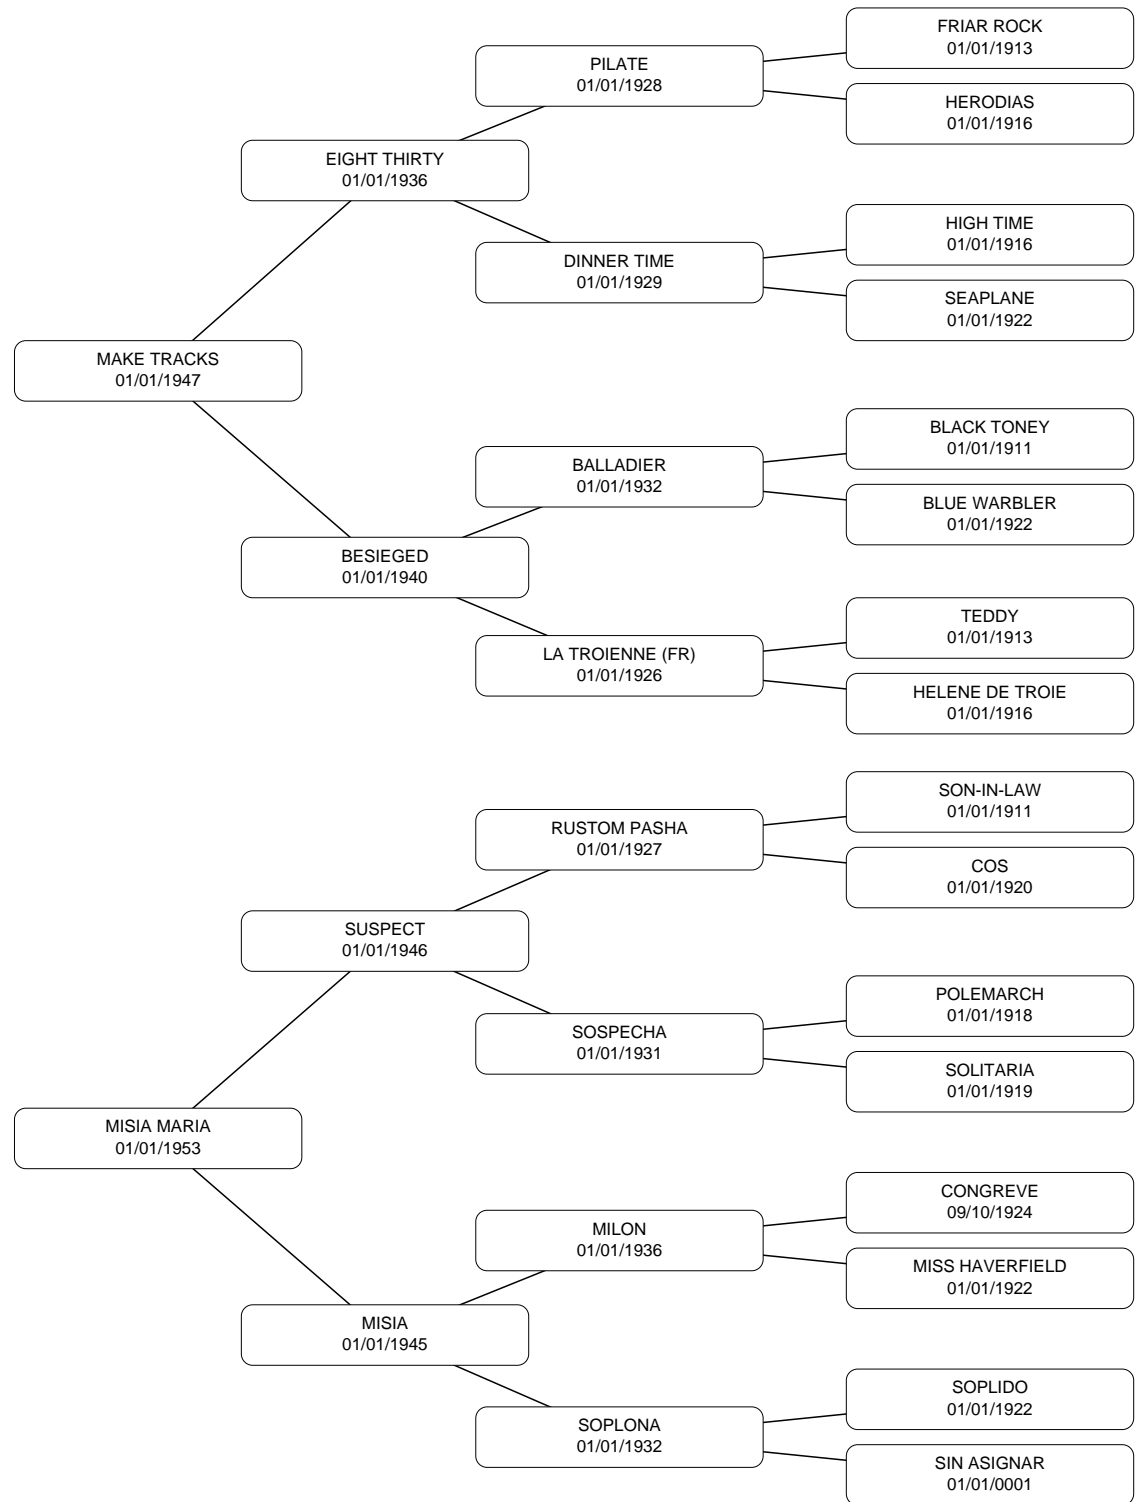 FRIAR ROCK
01/01/1913
PILATE
01/01/1928
HERODIAS
01/01/1916
EIGHT THIRTY
01/01/1936
HIGH TIME
01/01/1916
DINNER TIME
01/01/1929
SEAPLANE
01/01/1922
MAKE TRACKS
01/01/1947
BLACK TONEY
01/01/1911
BALLADIER
01/01/1932
BLUE WARBLER
01/01/1922
BESIEGED
01/01/1940
TEDDY
01/01/1913
LA TROIENNE (FR)
01/01/1926
HELENE DE TROIE
01/01/1916
SON-IN-LAW
01/01/1911
RUSTOM PASHA
01/01/1927
COS
01/01/1920
SUSPECT
01/01/1946
POLEMARCH
01/01/1918
SOSPECHA
01/01/1931
SOLITARIA
01/01/1919
MISIA MARIA
01/01/1953
CONGREVE
09/10/1924
MILON
01/01/1936
MISS HAVERFIELD
01/01/1922
MISIA
01/01/1945
SOPLIDO
01/01/1922
SOPLONA
01/01/1932
SIN ASIGNAR
01/01/0001